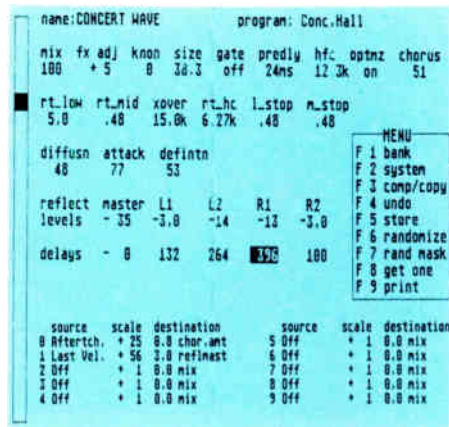 name:CONCERT WAVE program: Conc.Hall
mix fx adj knon size gate predly hfc optmz chorus
100 + 5 0 38.3 off 24ms 12 3k on 51
rt_low rt_mid xover rt_hc l_stop m_stop
5.0 .48 15.0k 6.27k .48 .48
diffusn attack defintn
48 77 53
reflect master L1 L2 R1 R2
levels - 35 -3.0 -14 -13 -3.0
delays - 0 132 264 396 100
MENU
F 1 bank
F 2 system
F 3 comp/copy
F 4 undo
F 5 store
F 6 randomize
F 7 rand mask
F 8 get one
F 9 print
source scale destination source scale destination
0 Aftertch. + 25 0.8 chor.amt 5 Off + 1 0.0 mix
1 Last Vel. + 56 3.0 reflmast 6 Off + 1 0.0 mix
2 Off + 1 0.0 mix 7 Off + 1 0.0 mix
3 Off + 1 0.0 mix 8 Off + 1 0.0 mix
4 Off + 1 0.0 mix 9 Off + 1 0.0 mix